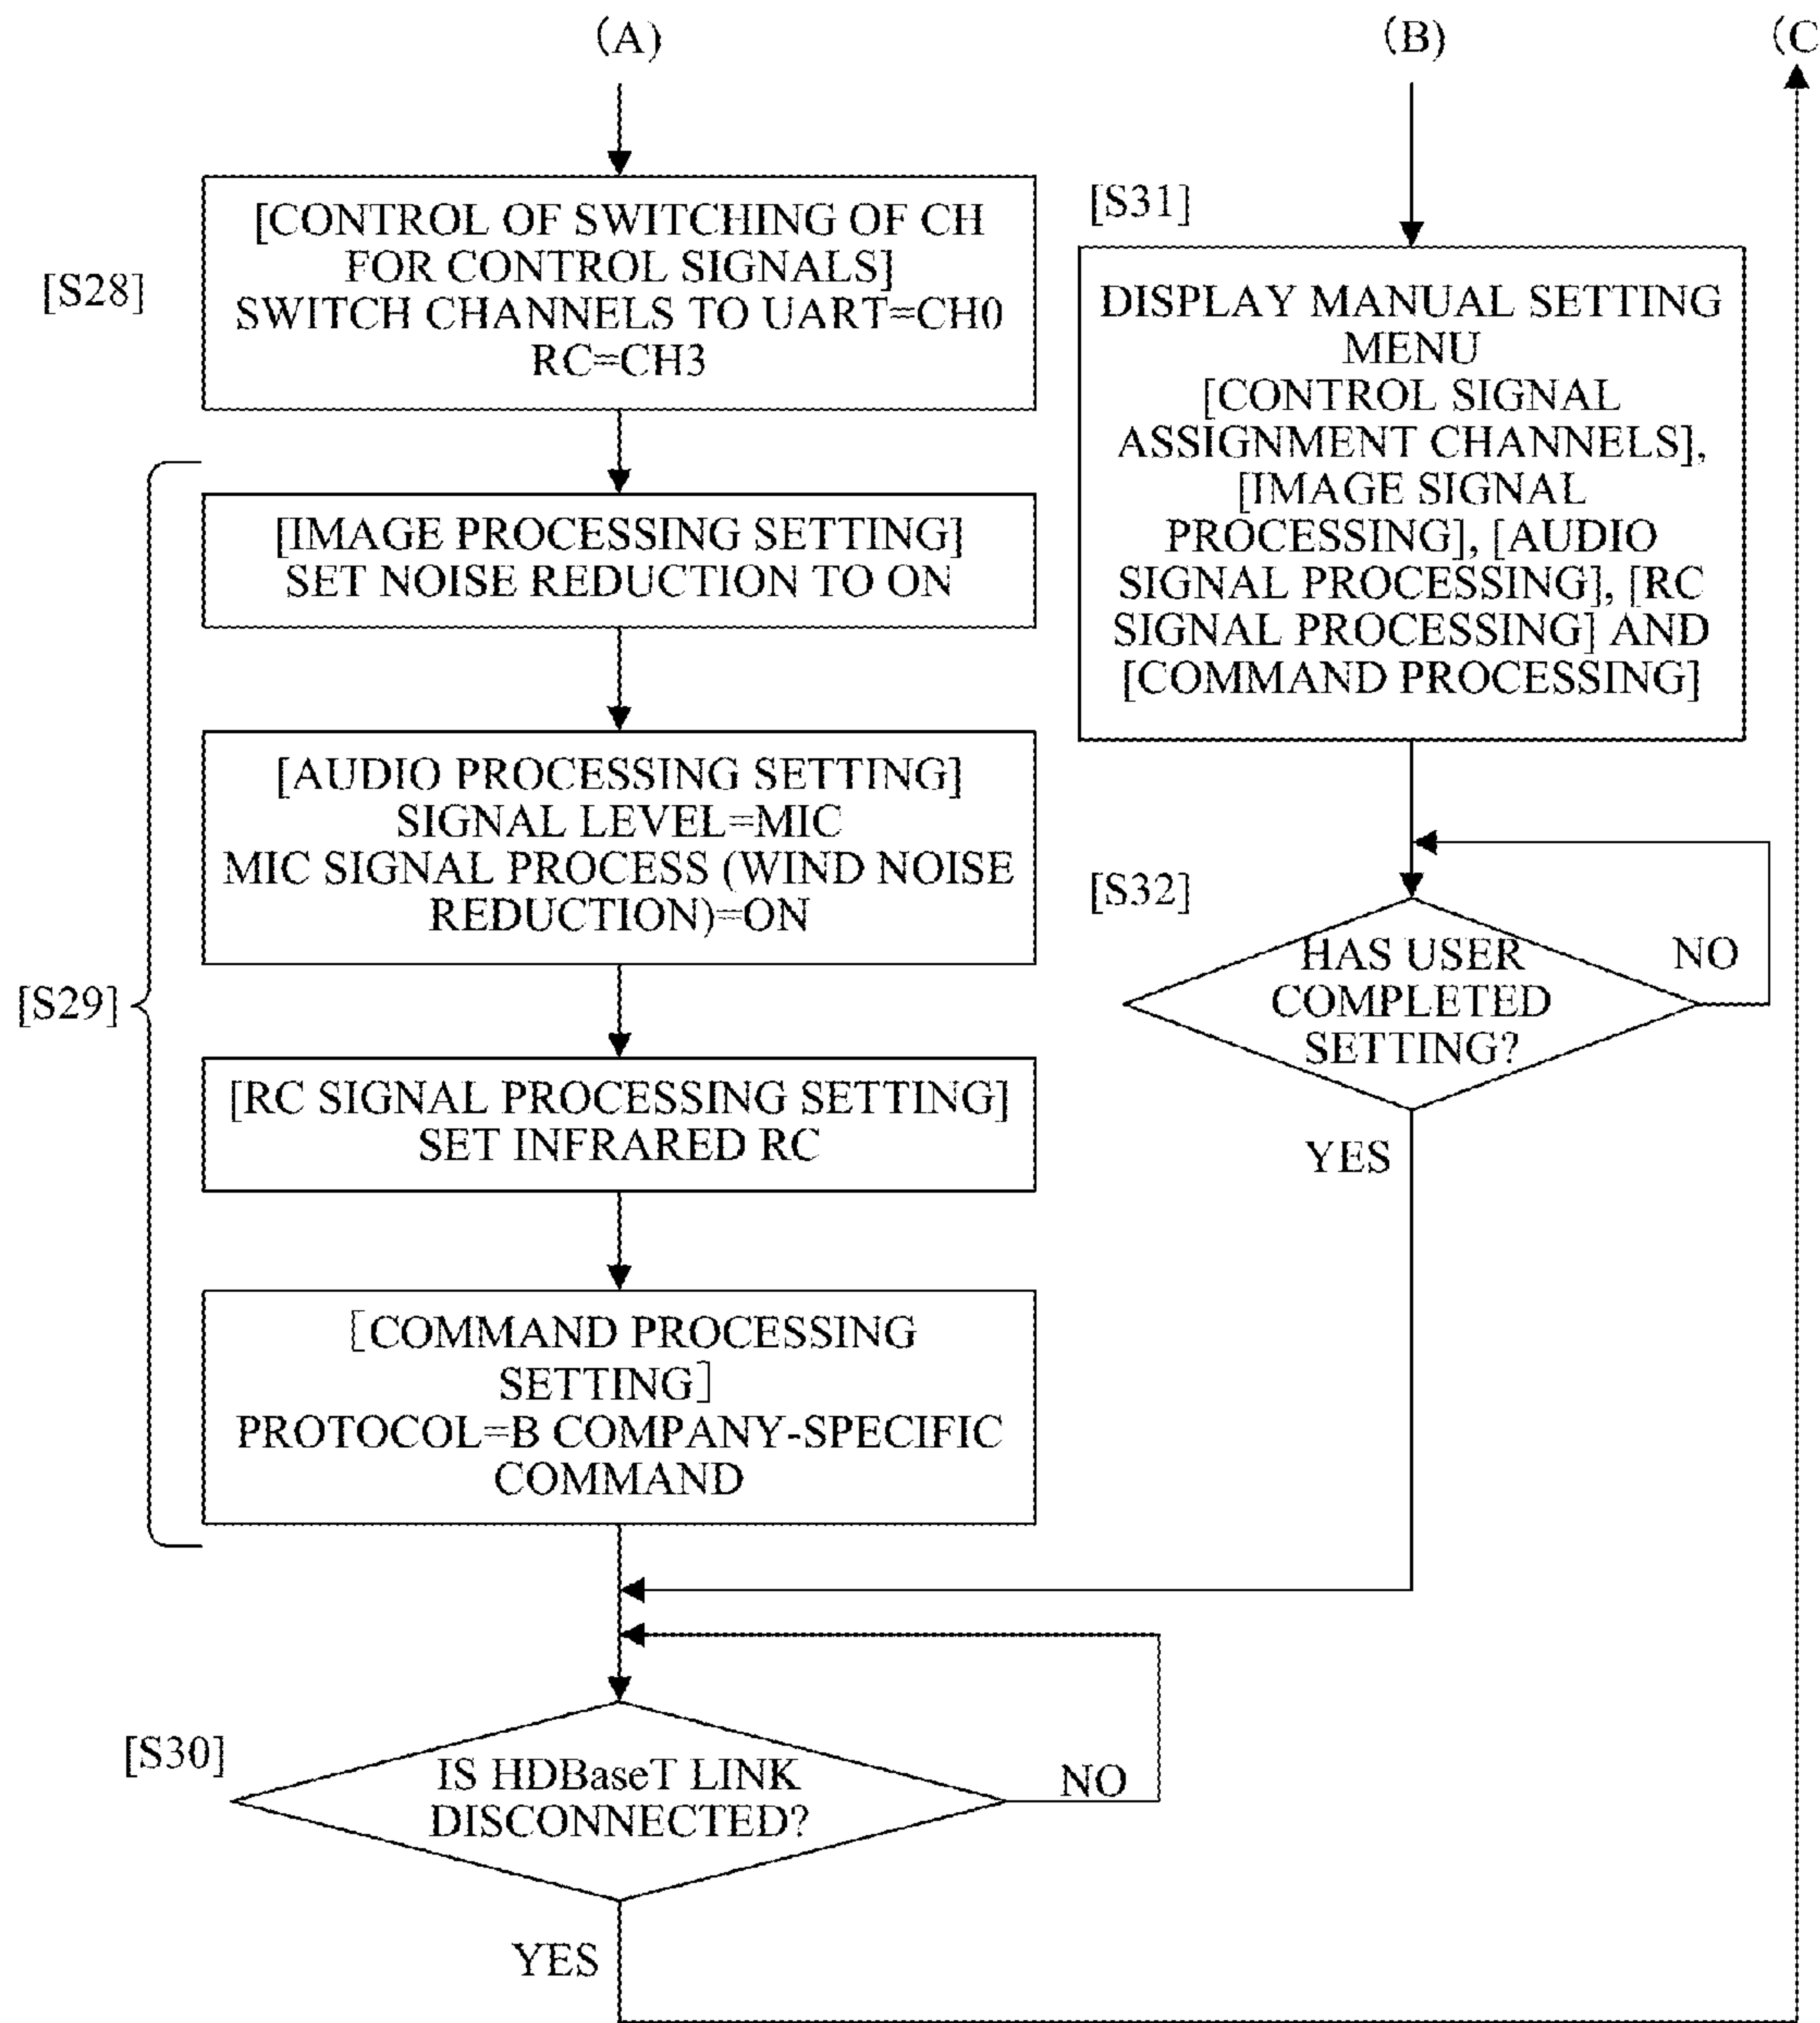 (A)
(B)
(C
[S28]
[CONTROL OF SWITCHING OF CH
FOR CONTROL SIGNALS]
SWITCH CHANNELS TO UART=CH0
RC=CH3
[S29]
[IMAGE PROCESSING SETTING]
SET NOISE REDUCTION TO ON
[AUDIO PROCESSING SETTING]
SIGNAL LEVEL=MIC
MIC SIGNAL PROCESS (WIND NOISE
REDUCTION)=ON
[RC SIGNAL PROCESSING SETTING]
SET INFRARED RC
[COMMAND PROCESSING
SETTING]
PROTOCOL=B COMPANY-SPECIFIC
COMMAND
[S31]
DISPLAY MANUAL SETTING
MENU
[CONTROL SIGNAL
ASSIGNMENT CHANNELS],
[IMAGE SIGNAL
PROCESSING], [AUDIO
SIGNAL PROCESSING], [RC
SIGNAL PROCESSING] AND
[COMMAND PROCESSING]
[S32]
HAS USER
COMPLETED
SETTING?
NO
YES
[S30]
IS HDBaseT LINK
DISCONNECTED?
NO
YES